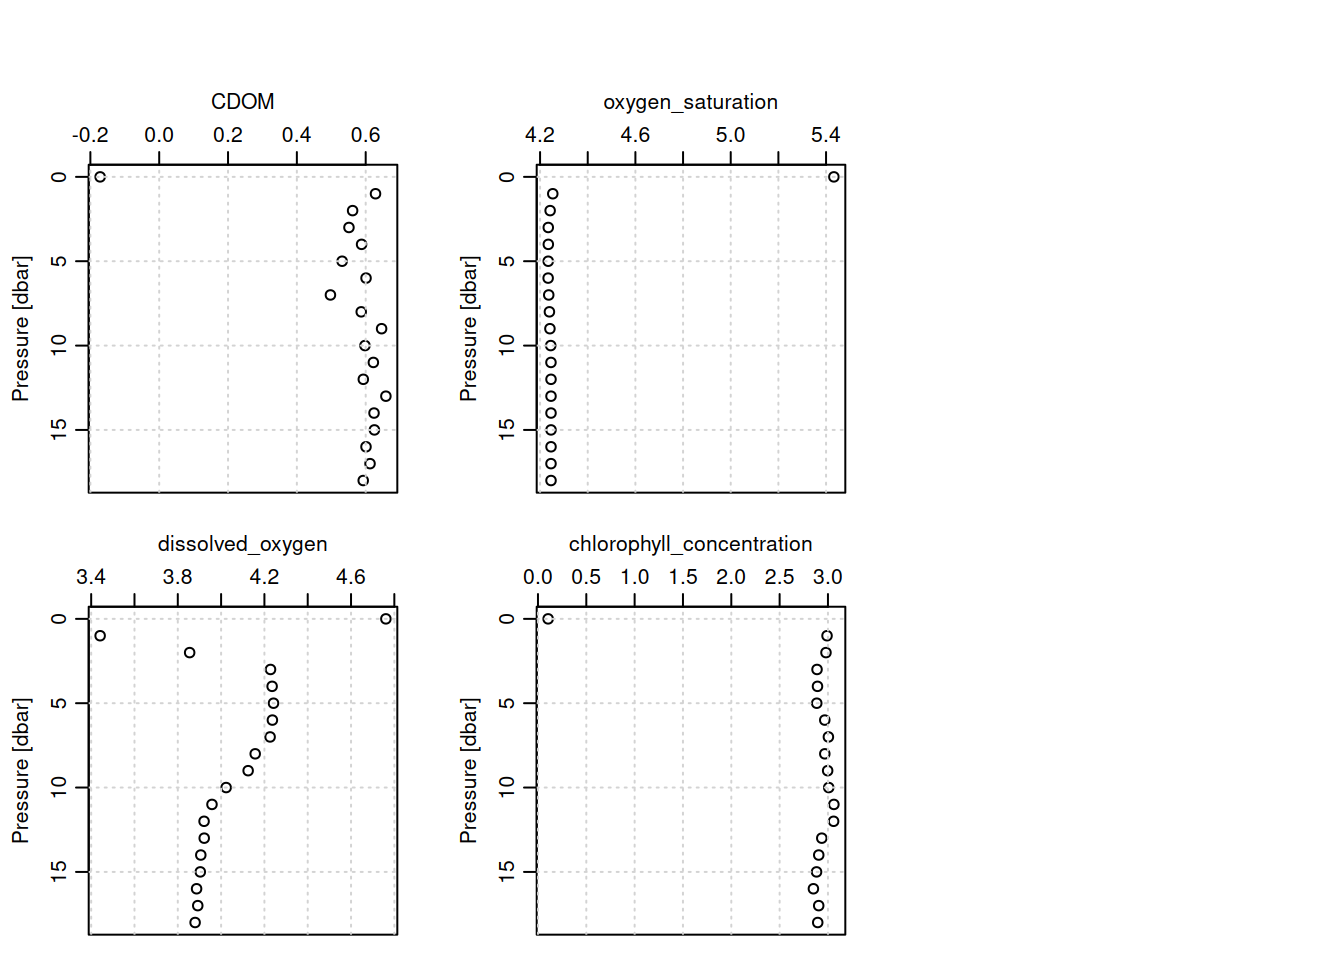 CDOM
-0.2 0.0 0.2 0.4 0.6
Pressure [dbar]
0
5
10
15
oxygen_saturation
4.2 4.6 5.0 5.4
Pressure [dbar]
0
5
10
15
dissolved_oxygen
3.4 3.8 4.2 4.6
Pressure [dbar]
0
5
10
15
chlorophyll_concentration
0.0 0.5 1.0 1.5 2.0 2.5 3.0
Pressure [dbar]
0
5
10
15